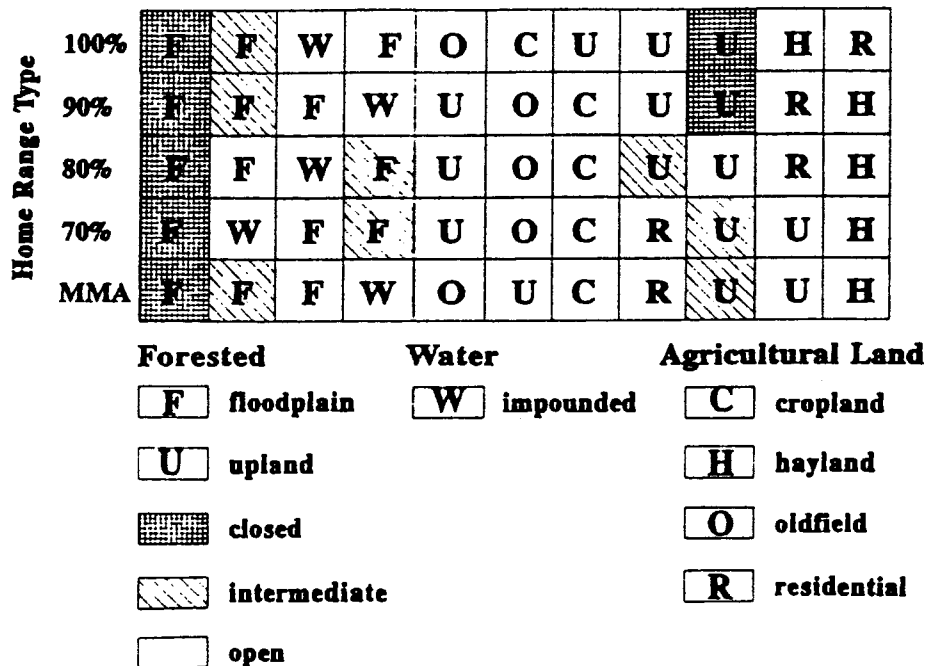 Home Range Type
100% F F W F O C U U U H R
90% F F F W U O C U U R H
80% F F W F U O C U U R H
70% F W F F U O C R U U H
MMA F F F W O U C R U U H
Forested Water Agricultural Land
F floodplain W impounded C cropland
U upland H hayland
closed O oldfield
intermediate R residential
open